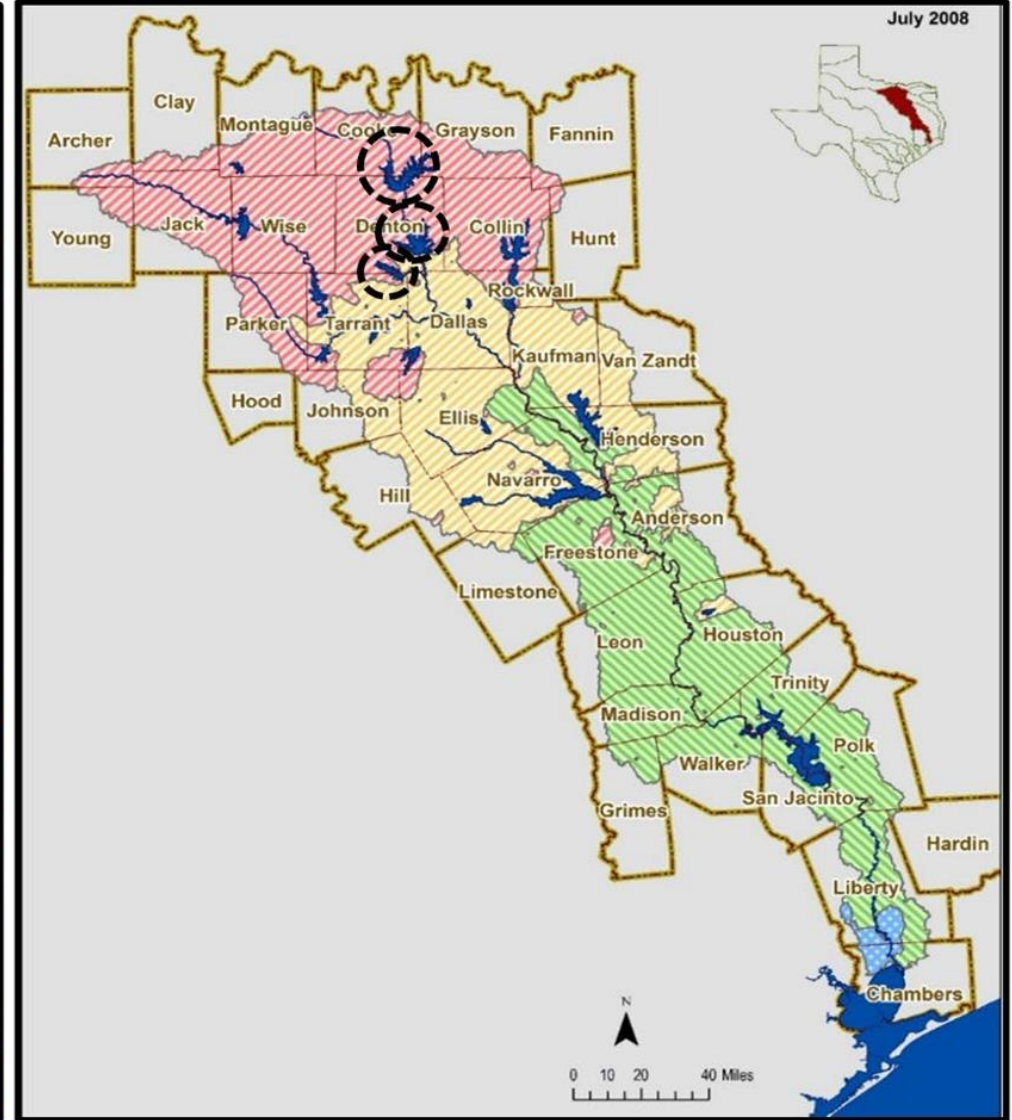 July 2008
Clay
Montague
Cook
Grayson
Fannin
Archer
Young
Jack
Wise
Denton
Collin
Hunt
Rockwall
Parker
Tarrant
Dallas
Kaufman
Van Zandt
Hood
Johnson
Ellis
Henderson
Hill
Navarro
Anderson
Freestone
Limestone
Leon
Houston
Trinity
Madison
Polk
Walker
San Jacinto
Grimes
Hardin
Liberty
Chambers
N
0 10 20 40 Miles